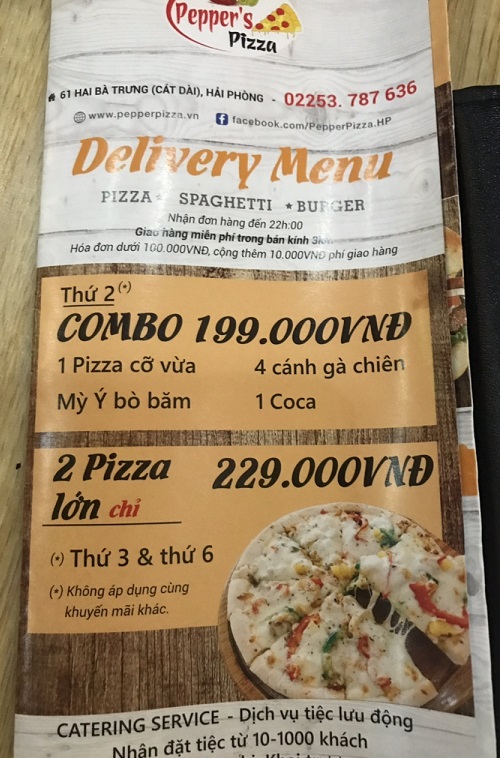 Pepper's
Pizza
61 HAI BÀ TRƯNG (CÁT DÀI), HẢI PHÒNG - 02253. 787 636
www.pepperpizza.vn facebook.com/PepperPizza.HP
Delivery Menu
PIZZA ★ SPAGHETTI ★ BURGER
Nhận đơn hàng đến 22h:00
Giao hàng miễn phí trong bán kính 3km
Hóa đơn dưới 100.000VNĐ, cộng thêm 10.000VNĐ phí giao hàng
Thứ 2 (*)
COMBO 199.000VNĐ
1 Pizza cỡ vừa 4 cánh gà chiên
Mỳ Ý bò băm 1 Coca
2 Pizza 229.000VNĐ
lớn chỉ
(*) Thứ 3 & thứ 6
(*) Không áp dụng cùng
khuyến mãi khác.
CATERING SERVICE - Dịch vụ tiệc lưu động
Nhận đặt tiệc từ 10-1000 khách